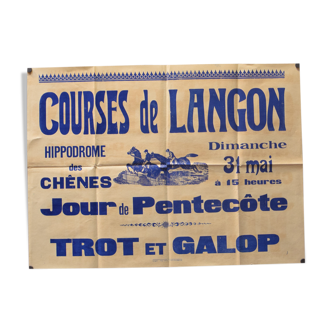 COURSES de LANGON
HIPPODROME
des
CHÊNES
Dimanche
31 mai
à 15 heures
Jour de Pentecôte
TROT ET GALOP